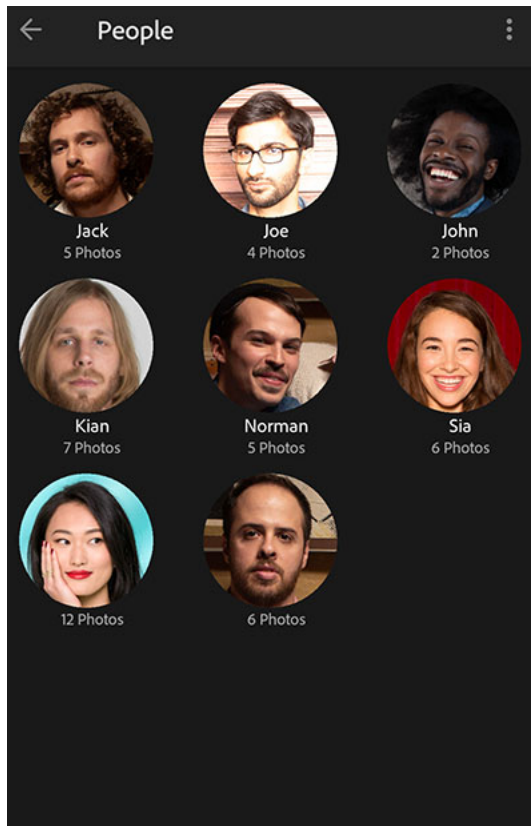 People
Jack
5 Photos
Joe
4 Photos
John
2 Photos
Kian
7 Photos
Norman
5 Photos
Sia
6 Photos
12 Photos
6 Photos